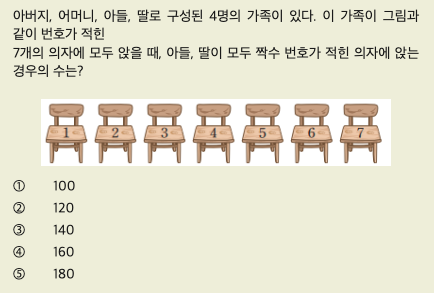 아버지, 어머니, 아들, 딸로 구성된 4명의 가족이 있다. 이 가족이 그림과
같이 번호가 적힌
7개의 의자에 모두 앉을 때, 아들, 딸이 모두 짝수 번호가 적힌 의자에 앉는
경우의 수는?
1 2 3 4 5 6 7
① 100
② 120
③ 140
④ 160
⑤ 180